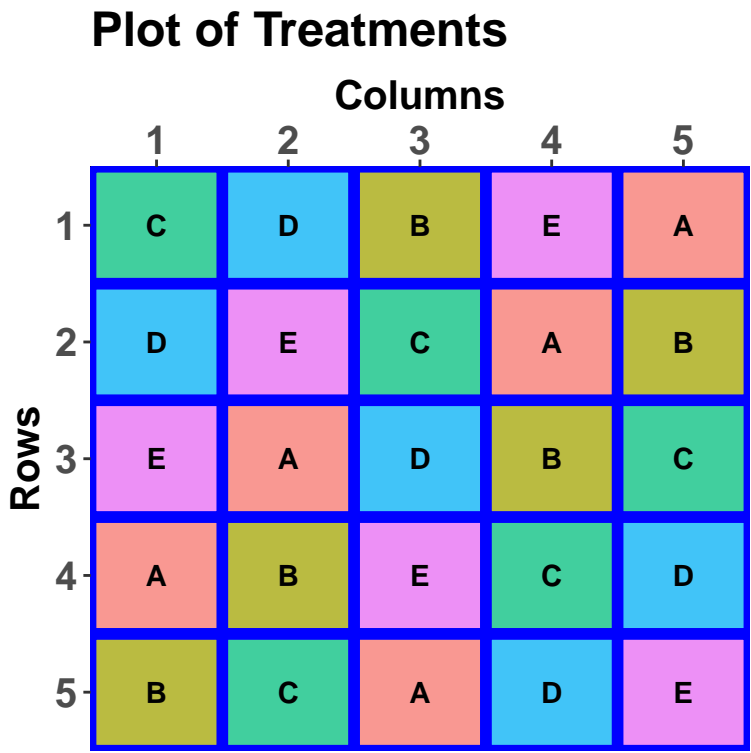 Plot of Treatments
Columns
1 2 3 4 5
1 C D B E A
2 D E C A B
Rows
3 E A D B C
4 A B E C D
5 B C A D E